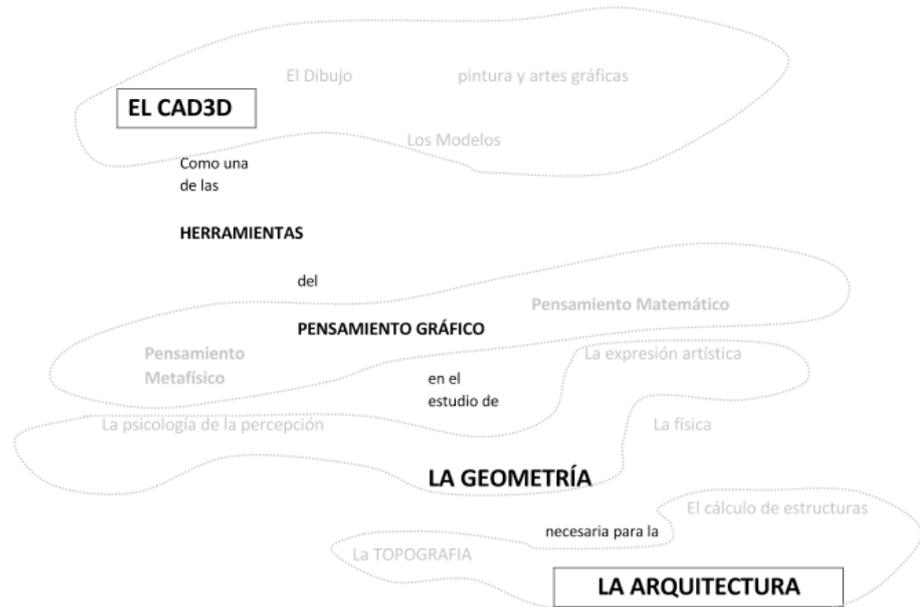 El Dibujo pintura y artes gráficas
EL CAD3D
Los Modelos
Como una
de las
HERRAMIENTAS
del
Pensamiento Matemático
PENSAMIENTO GRÁFICO
Pensamiento
Metafísico
La expresión artística
en el
estudio de
La psicología de la percepción
La física
LA GEOMETRÍA
El cálculo de estructuras
necesaria para la
La TOPOGRAFIA
LA ARQUITECTURA